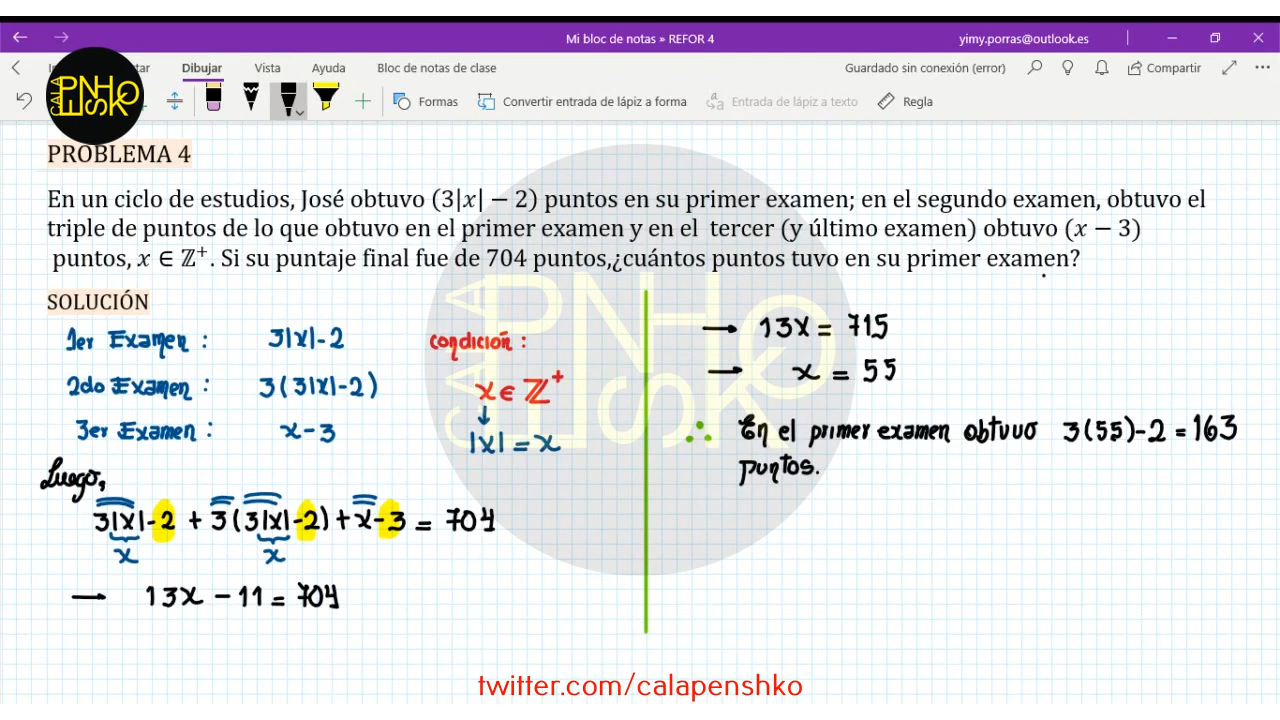 Mi bloc de notas » REFOR 4
yimy.porras@outlook.es
Dibujar Vista Ayuda Bloc de notas de clase
Guardado sin conexión (error) Compartir
Formas Convertir entrada de lápiz a forma Entrada de lápiz a texto Regla
PROBLEMA 4
En un ciclo de estudios, José obtuvo (3|x| − 2) puntos en su primer examen; en el segundo examen, obtuvo el
triple de puntos de lo que obtuvo en el primer examen y en el tercer (y último examen) obtuvo (x − 3)
puntos, x ∈ ℤ⁺. Si su puntaje final fue de 704 puntos,¿cuántos puntos tuvo en su primer examen?
SOLUCIÓN
1er Examen : 3|x|-2
2do Examen : 3(3|x|-2)
3er Examen : x-3
condición :
x ∈ ℤ⁺
↓
|x| = x
Luego,
3|x|-2 + 3(3|x|-2) + x-3 = 704
x x
→ 13x - 11 = 704
→ 13x = 715
→ x = 55
∴ En el primer examen obtuvo 3(55)-2 = 163
puntos.
twitter.com/calapenshko